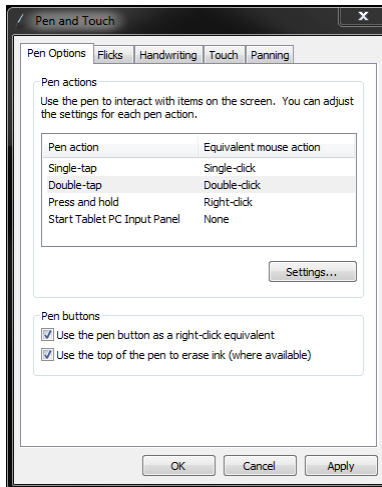 Pen and Touch
x
Pen Options Flicks Handwriting Touch Panning
Pen actions
Use the pen to interact with items on the screen.  You can adjust
the settings for each pen action.
Pen action Equivalent mouse action
Single-tap Single-click
Double-tap Double-click
Press and hold Right-click
Start Tablet PC Input Panel None
Settings...
Pen buttons
Use the pen button as a right-click equivalent
Use the top of the pen to erase ink (where available)
OK Cancel Apply